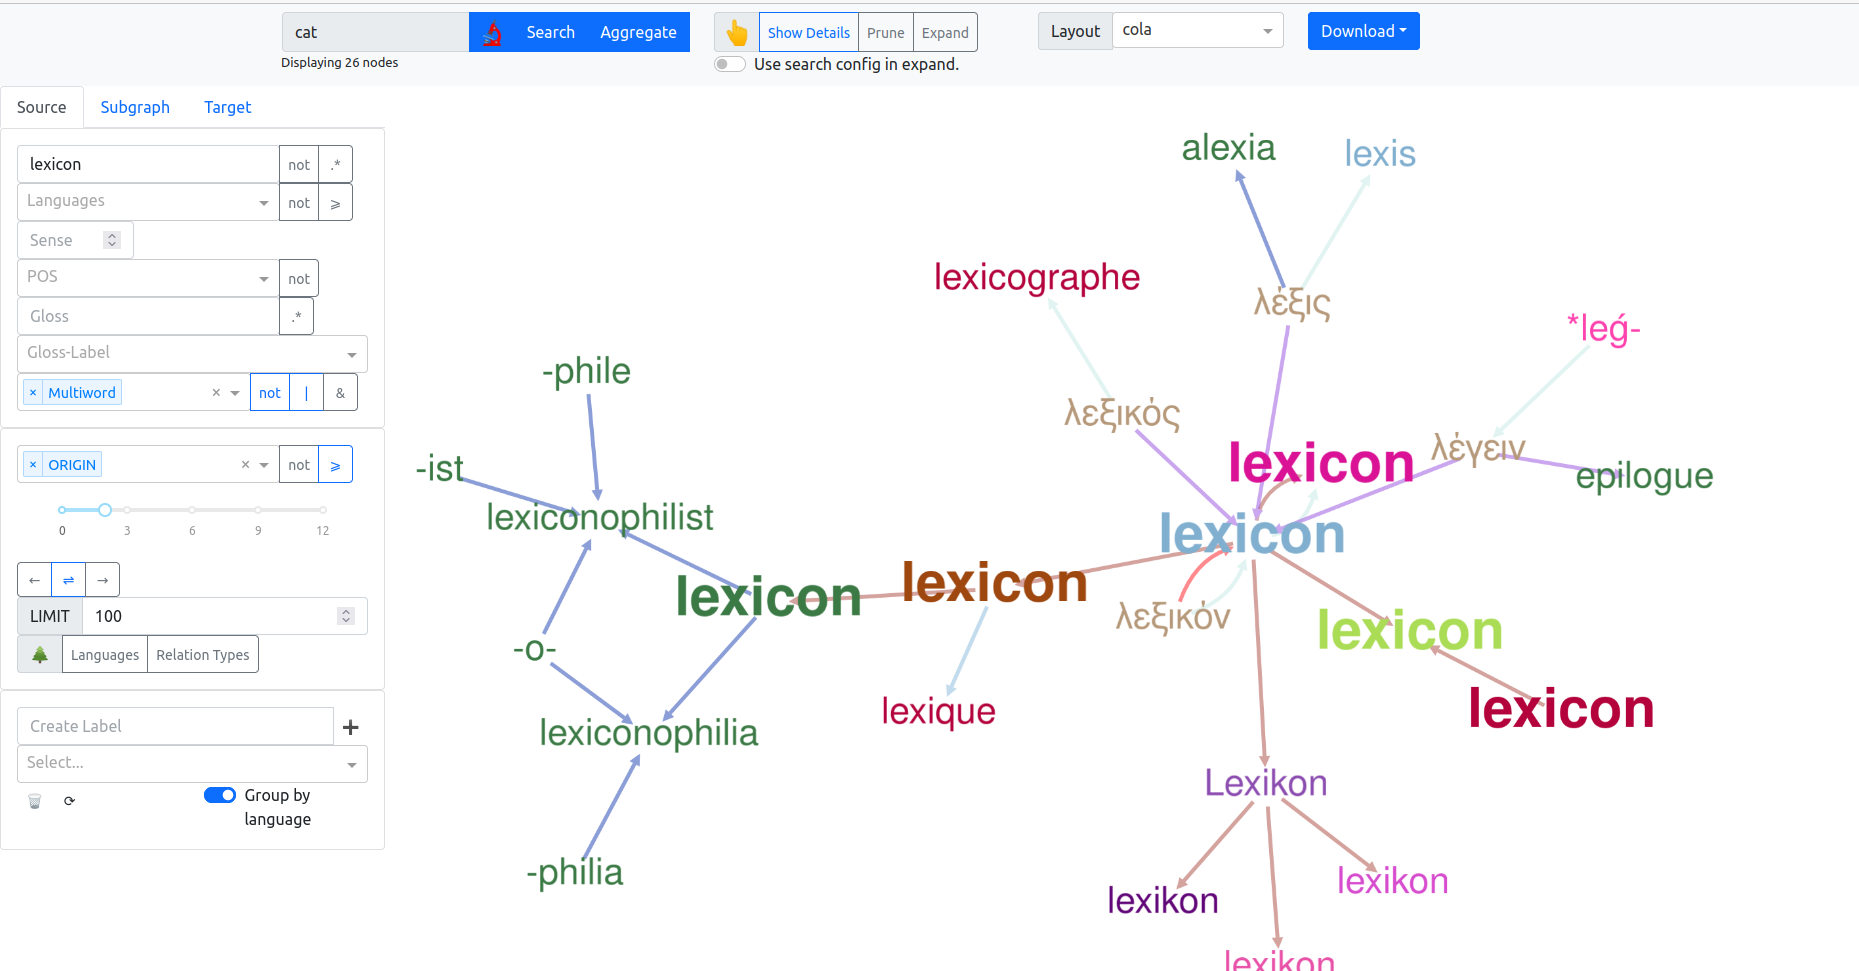 cat
Search
Aggregate
Show Details
Prune
Expand
Layout
cola
Download
Displaying 26 nodes
Use search config in expand.
Source
Subgraph
Target
lexicon
not
.*
Languages
not
⩾
Sense
POS
not
Gloss
.*
Gloss-Label
× Multiword
×
not
|
&
× ORIGIN
×
not
⩾
0
3
6
9
12
←
⇌
→
LIMIT
100
Languages
Relation Types
Create Label
+
Select...
Group by
language
alexia
lexis
lexicographe
λέξις
*leǵ-
-phile
λεξικός
λέγειν
-ist
lexicon
epilogue
lexiconophilist
lexicon
lexicon
lexicon
λεξικόν
lexicon
-o-
lexique
lexicon
lexiconophilia
Lexikon
-philia
lexikon
lexikon
lexikon